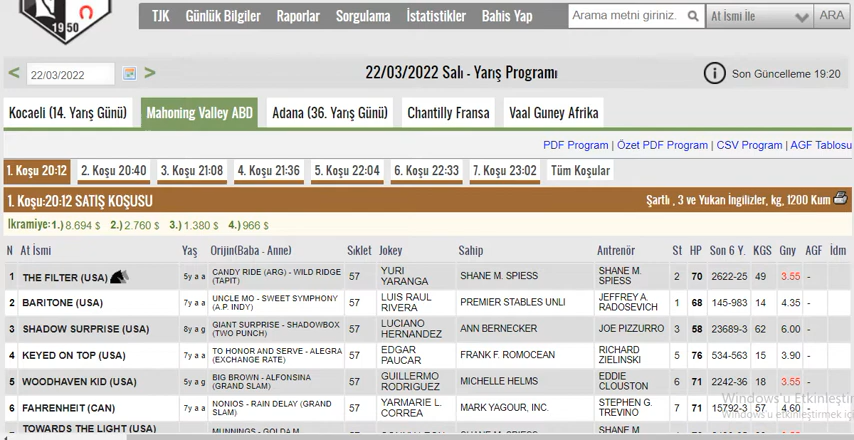 1950
TJK Günlük Bilgiler Raporlar Sorgulama İstatistikler Bahis Yap Arama metni giriniz. At İsmi İle ARA
< 22/03/2022 > 22/03/2022 Salı - Yarış Programı Son Güncelleme 19:20
Kocaeli (14. Yarış Günü) Mahoning Valley ABD Adana (36. Yarış Günü) Chantilly Fransa Vaal Guney Afrika
PDF Program | Özet PDF Program | CSV Program | AGF Tablosu
1. Koşu 20:12 2. Koşu 20:40 3. Koşu 21:08 4. Koşu 21:36 5. Koşu 22:04 6. Koşu 22:33 7. Koşu 23:02 Tüm Koşular
1. Koşu:20:12 SATIŞ KOŞUSU Şartlı , 3 ve Yukarı İngilizler, kg, 1200 Kum
İkramiye: 1.) 8.694 $ 2.) 2.760 $ 3.) 1.380 $ 4.) 966 $
N At İsmi Yaş Orijin(Baba - Anne) Sıklet Jokey Sahip Antrenör St HP Son 6 Y. KGS Gny AGF İdm
1 THE FILTER (USA) 5y a a CANDY RIDE (ARG) - WILD RIDGE (TAPIT) 57 YURI YARANGA SHANE M. SPIESS SHANE M. SPIESS 2 70 2622-25 49 3.55 -
2 BARITONE (USA) 7y a a UNCLE MO - SWEET SYMPHONY (A.P. INDY) 57 LUIS RAUL RIVERA PREMIER STABLES UNLI JEFFREY A. RADOSEVICH 1 68 145-983 14 4.35 -
3 SHADOW SURPRISE (USA) 8y a g GIANT SURPRISE - SHADOWBOX (TWO PUNCH) 57 LUCIANO HERNANDEZ ANN BERNECKER JOE PIZZURRO 3 58 23689-3 62 6.00 -
4 KEYED ON TOP (USA) 7y a a TO HONOR AND SERVE - ALEGRA (EXCHANGE RATE) 57 EDGAR PAUCAR FRANK F. ROMOCEAN RICHARD ZIELINSKI 5 76 534-563 15 3.90 -
5 WOODHAVEN KID (USA) 5y a g BIG BROWN - ALFONSINA (GRAND SLAM) 57 GUILLERMO RODRIGUEZ MICHELLE HELMS EDDIE CLOUSTON 6 71 2242-36 18 3.55 -
6 FAHRENHEIT (CAN) 7y a a NONIOS - RAIN DELAY (GRAND SLAM) 57 YARMARIE L. CORREA MARK YAGOUR, INC. STEPHEN G. TREVINO 7 71 15792-3 57 4.60 -
TOWARDS THE LIGHT (USA) MUNNINGS - GOLDA M SHANE M
Windows'u Etkinleştir
Windows'u etkinleştirmek için